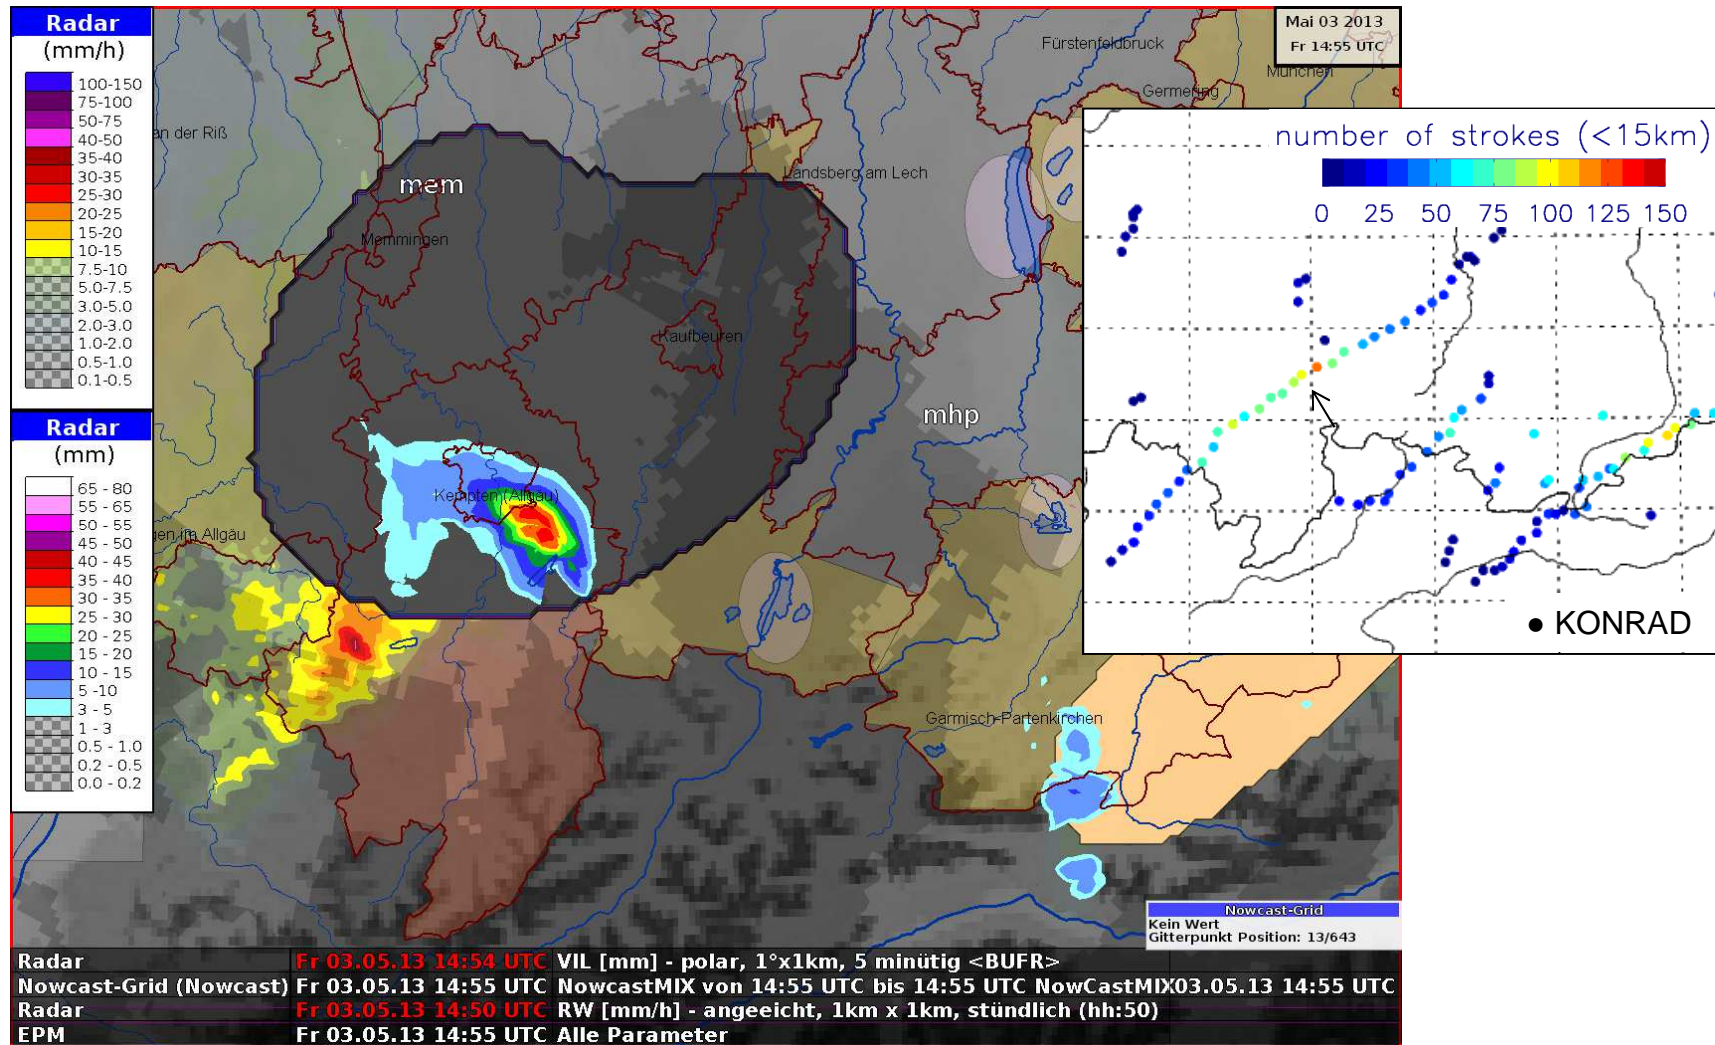 Radar
(mm/h)
100-150
75-100
50-75
40-50
35-40
30-35
25-30
20-25
15-20
10-15
7.5-10
5.0-7.5
3.0-5.0
2.0-3.0
1.0-2.0
0.5-1.0
0.1-0.5
Radar
(mm)
65 - 80
55 - 65
50 - 55
45 - 50
40 - 45
35 - 40
30 - 35
25 - 30
20 - 25
15 - 20
10 - 15
5 -10
3 - 5
1 - 3
0.5 - 1.0
0.2 - 0.5
0.0 - 0.2
Mai 03 2013
Fr 14:55 UTC
Fürstenfeldbruck
München
Germering
an der Riß
Landsberg am Lech
mem
Memmingen
Kaufbeuren
mhp
Kempten (Allgäu)
gen im Allgäu
Garmisch-Partenkirchen
number of strokes (<15km)
0 25 50 75 100 125 150
● KONRAD
Nowcast-Grid
Kein Wert
Gitterpunkt Position: 13/643
Radar Fr 03.05.13 14:54 UTC VIL [mm] - polar, 1°x1km, 5 minütig <BUFR>
Nowcast-Grid (Nowcast) Fr 03.05.13 14:55 UTC NowcastMIX von 14:55 UTC bis 14:55 UTC NowCastMIX03.05.13 14:55 UTC
Radar Fr 03.05.13 14:50 UTC RW [mm/h] - angeeicht, 1km x 1km, stündlich (hh:50)
EPM Fr 03.05.13 14:55 UTC Alle Parameter